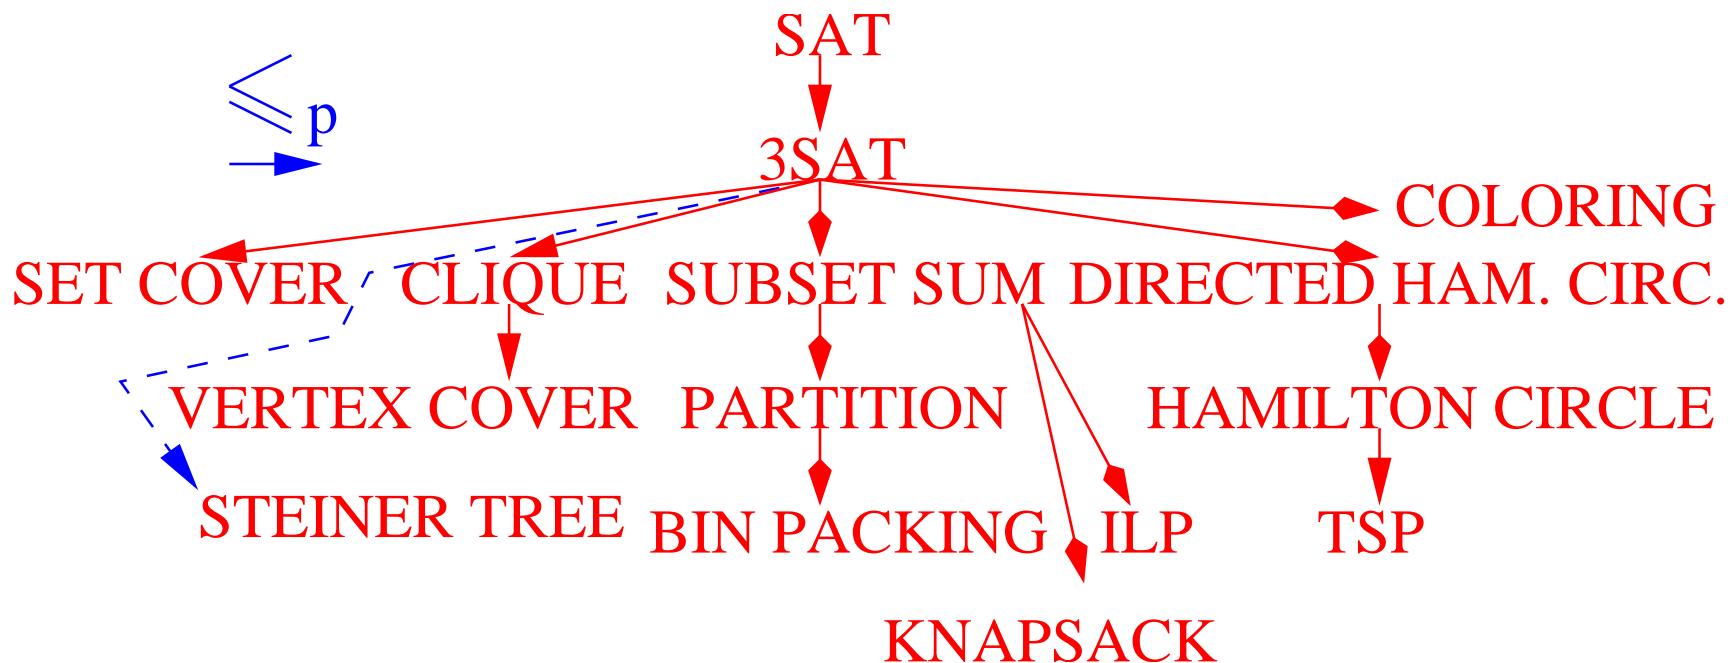 SAT
≤ p
3SAT
COLORING
SET COVER CLIQUE SUBSET SUM DIRECTED HAM. CIRC.
VERTEX COVER PARTITION HAMILTON CIRCLE
STEINER TREE BIN PACKING ILP TSP
KNAPSACK